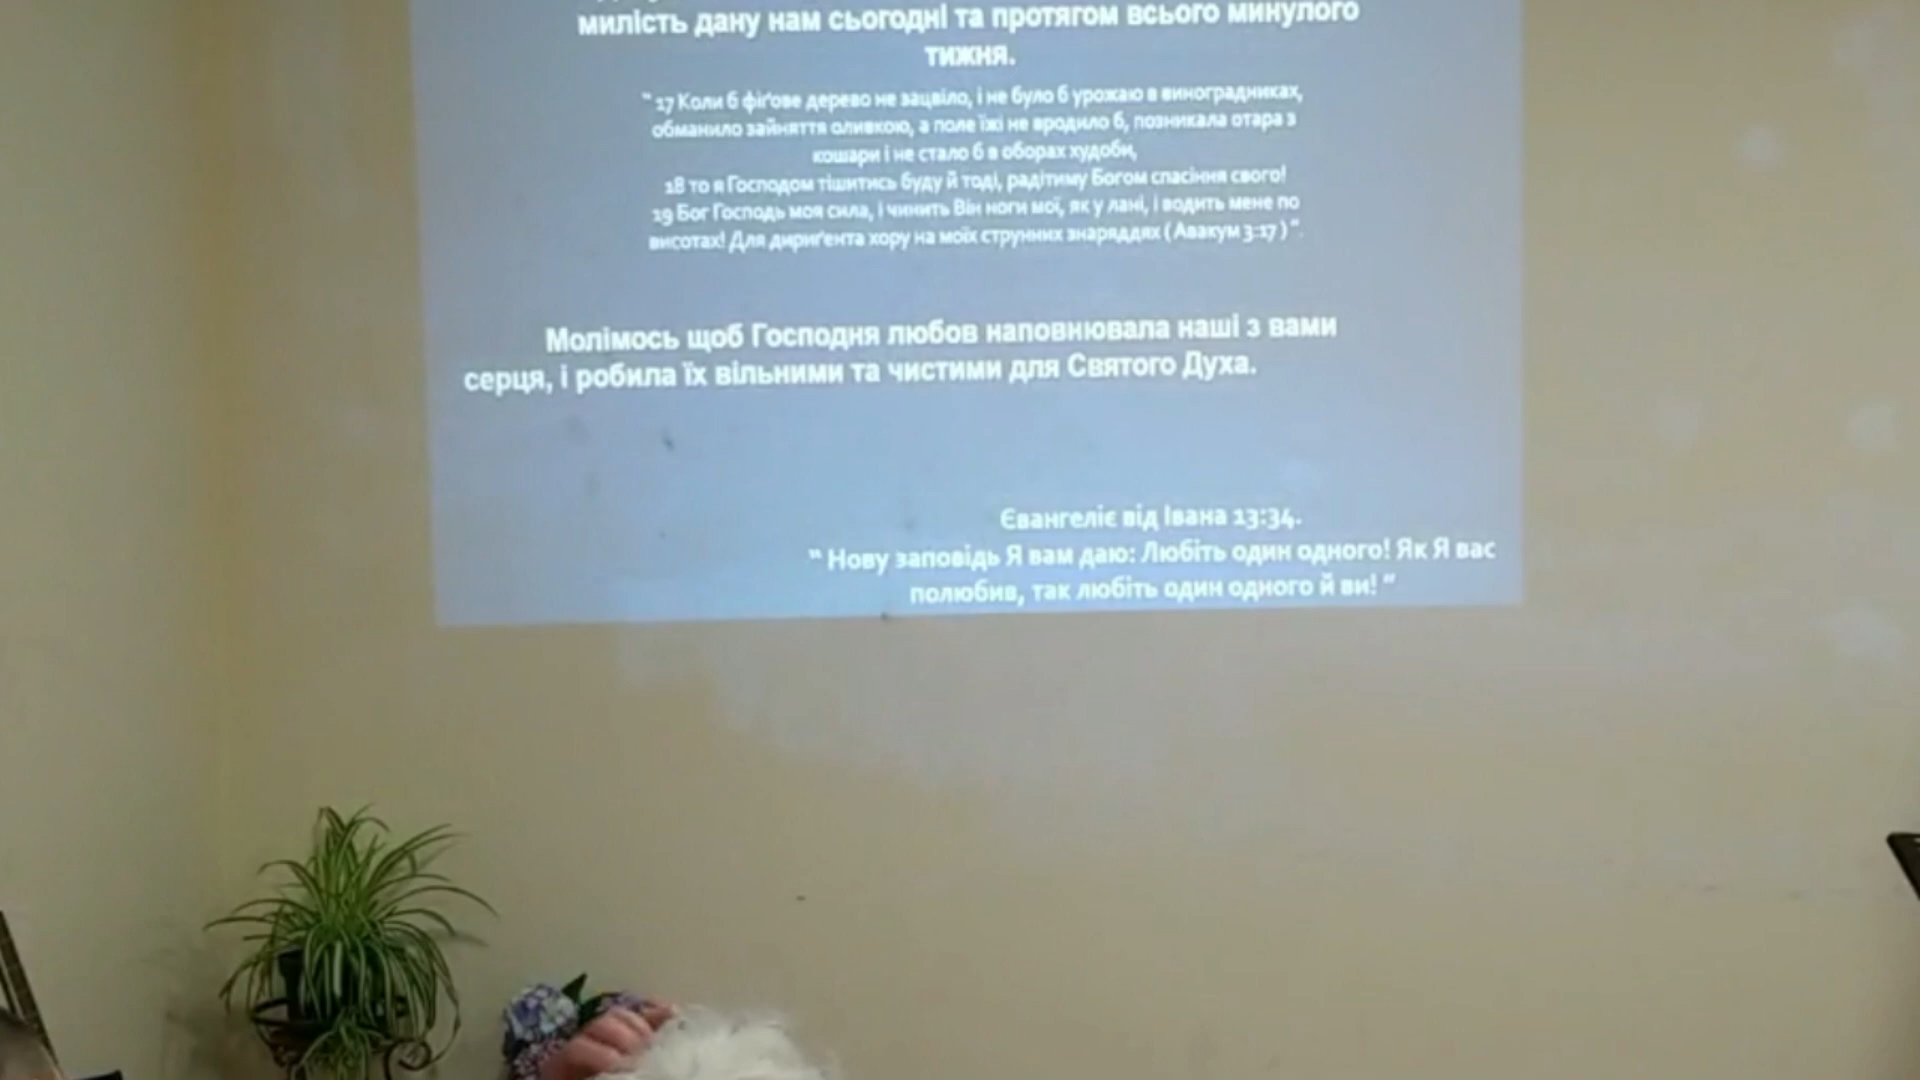 милість дану нам сьогодні та протягом всього минулого
тижня.
“ 17 Коли б фіґове дерево не зацвіло, і не було б урожаю в виноградниках,
обманило зайняття оливкою, а поле їжі не вродило б, позникала отара з
кошари і не стало б в оборах худоби,
18 то я Господом тішитись буду й тоді, радітиму Богом спасіння свого!
19 Бог Господь моя сила, і чинить Він ноги мої, як у лані, і водить мене по
висотах! Для дириґента хору на моїх струнних знаряддях ( Авакум 3:17 ) “.
Молімось щоб Господня любов наповнювала наші з вами
серця, і робила їх вільними та чистими для Святого Духа.
Євангеліє від Івана 13:34.
“ Нову заповідь Я вам даю: Любіть один одного! Як Я вас
полюбив, так любіть один одного й ви! “